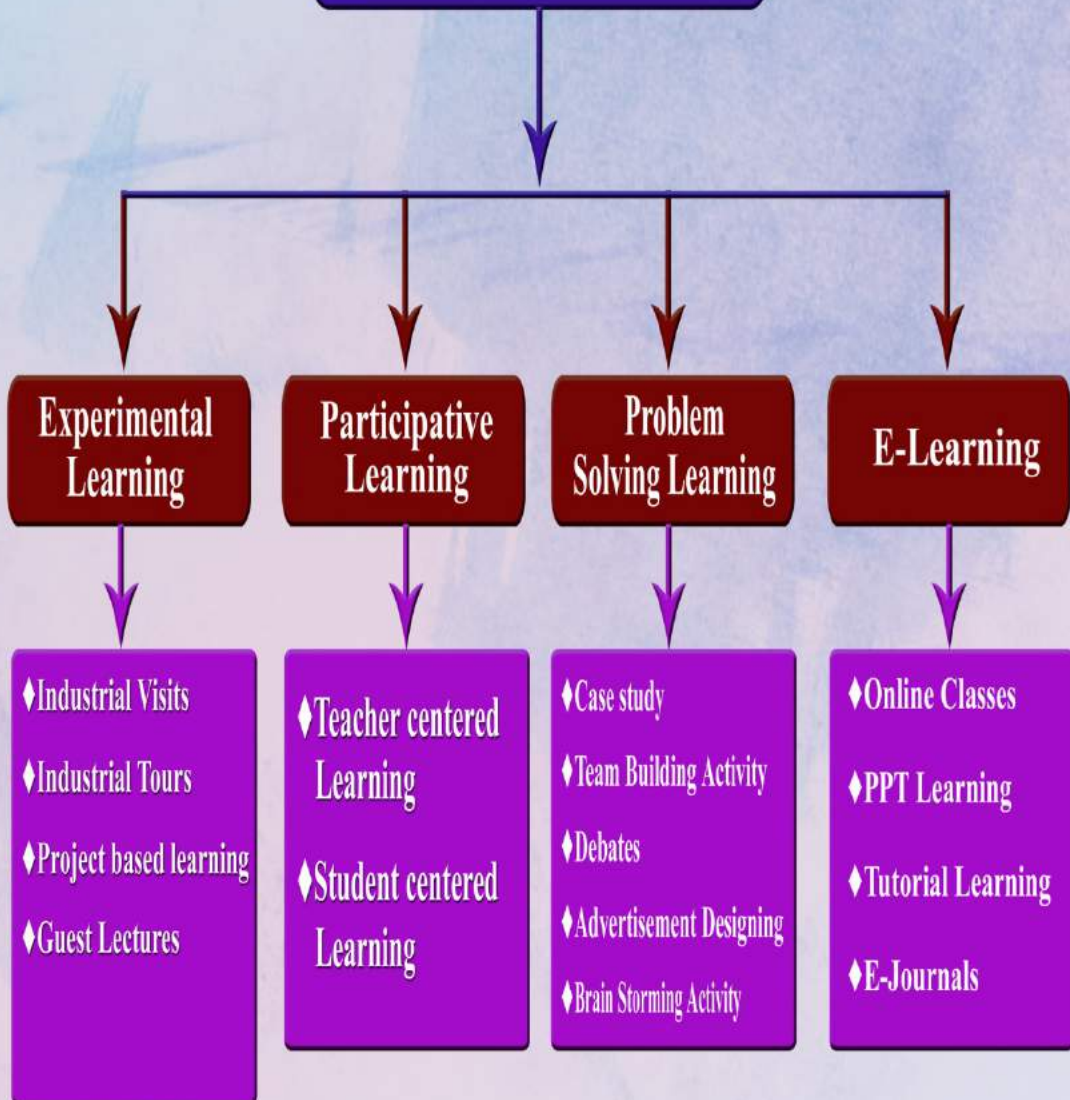 Experimental
Learning
Participative
Learning
Problem
Solving Learning
E-Learning
♦Industrial Visits
♦Industrial Tours
♦Project based learning
♦Guest Lectures
♦Teacher centered
Learning
♦Student centered
Learning
♦Case study
♦Team Building Activity
♦Debates
♦Advertisement Designing
♦Brain Storming Activity
♦Online Classes
♦PPT Learning
♦Tutorial Learning
♦E-Journals